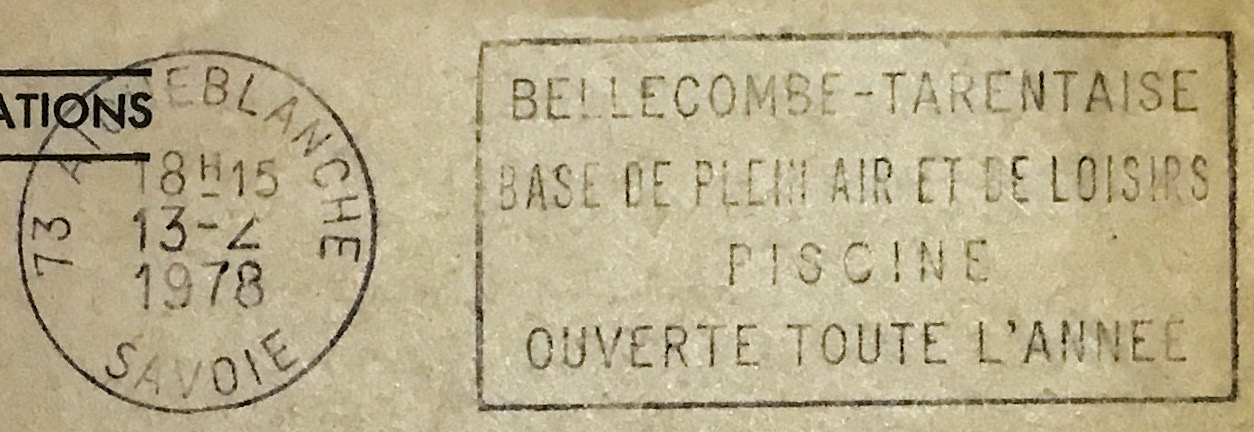 ATIONS
73 AIGUEBLANCHE
18H15
13-2
1978
SAVOIE
BELLECOMBE-TARENTAISE
BASE DE PLEIN AIR ET DE LOISIRS
PISCINE
OUVERTE TOUTE L'ANNEE